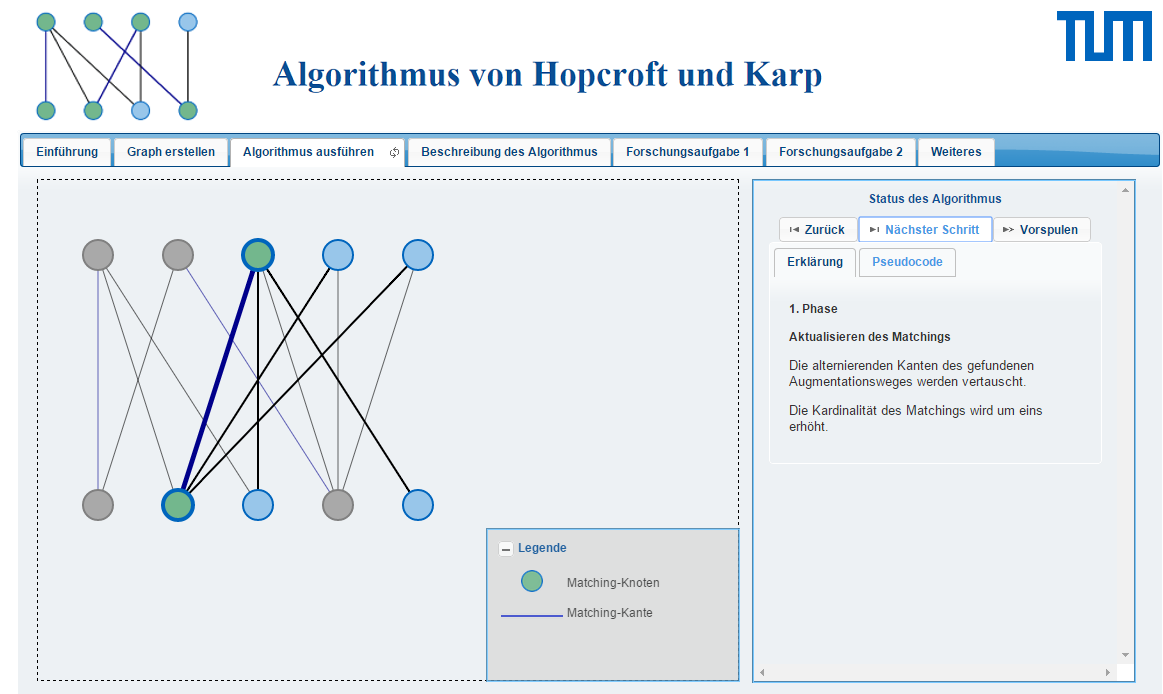 TUM
Algorithmus von Hopcroft und Karp
Einführung
Graph erstellen
Algorithmus ausführen
Beschreibung des Algorithmus
Forschungsaufgabe 1
Forschungsaufgabe 2
Weiteres
Status des Algorithmus
Zurück
Nächster Schritt
Vorspulen
Erklärung
Pseudocode
1. Phase
Aktualisieren des Matchings
Die alternierenden Kanten des gefundenen
Augmentationsweges werden vertauscht.
Die Kardinalität des Matchings wird um eins
erhöht.
Legende
Matching-Knoten
Matching-Kante